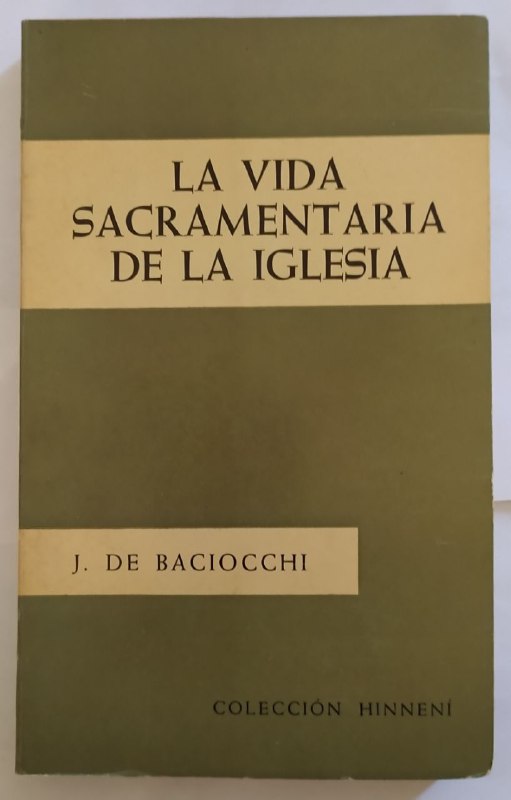 LA VIDA
SACRAMENTARIA
DE LA IGLESIA
J. DE BACIOCCHI
COLECCIÓN HINNENÍ